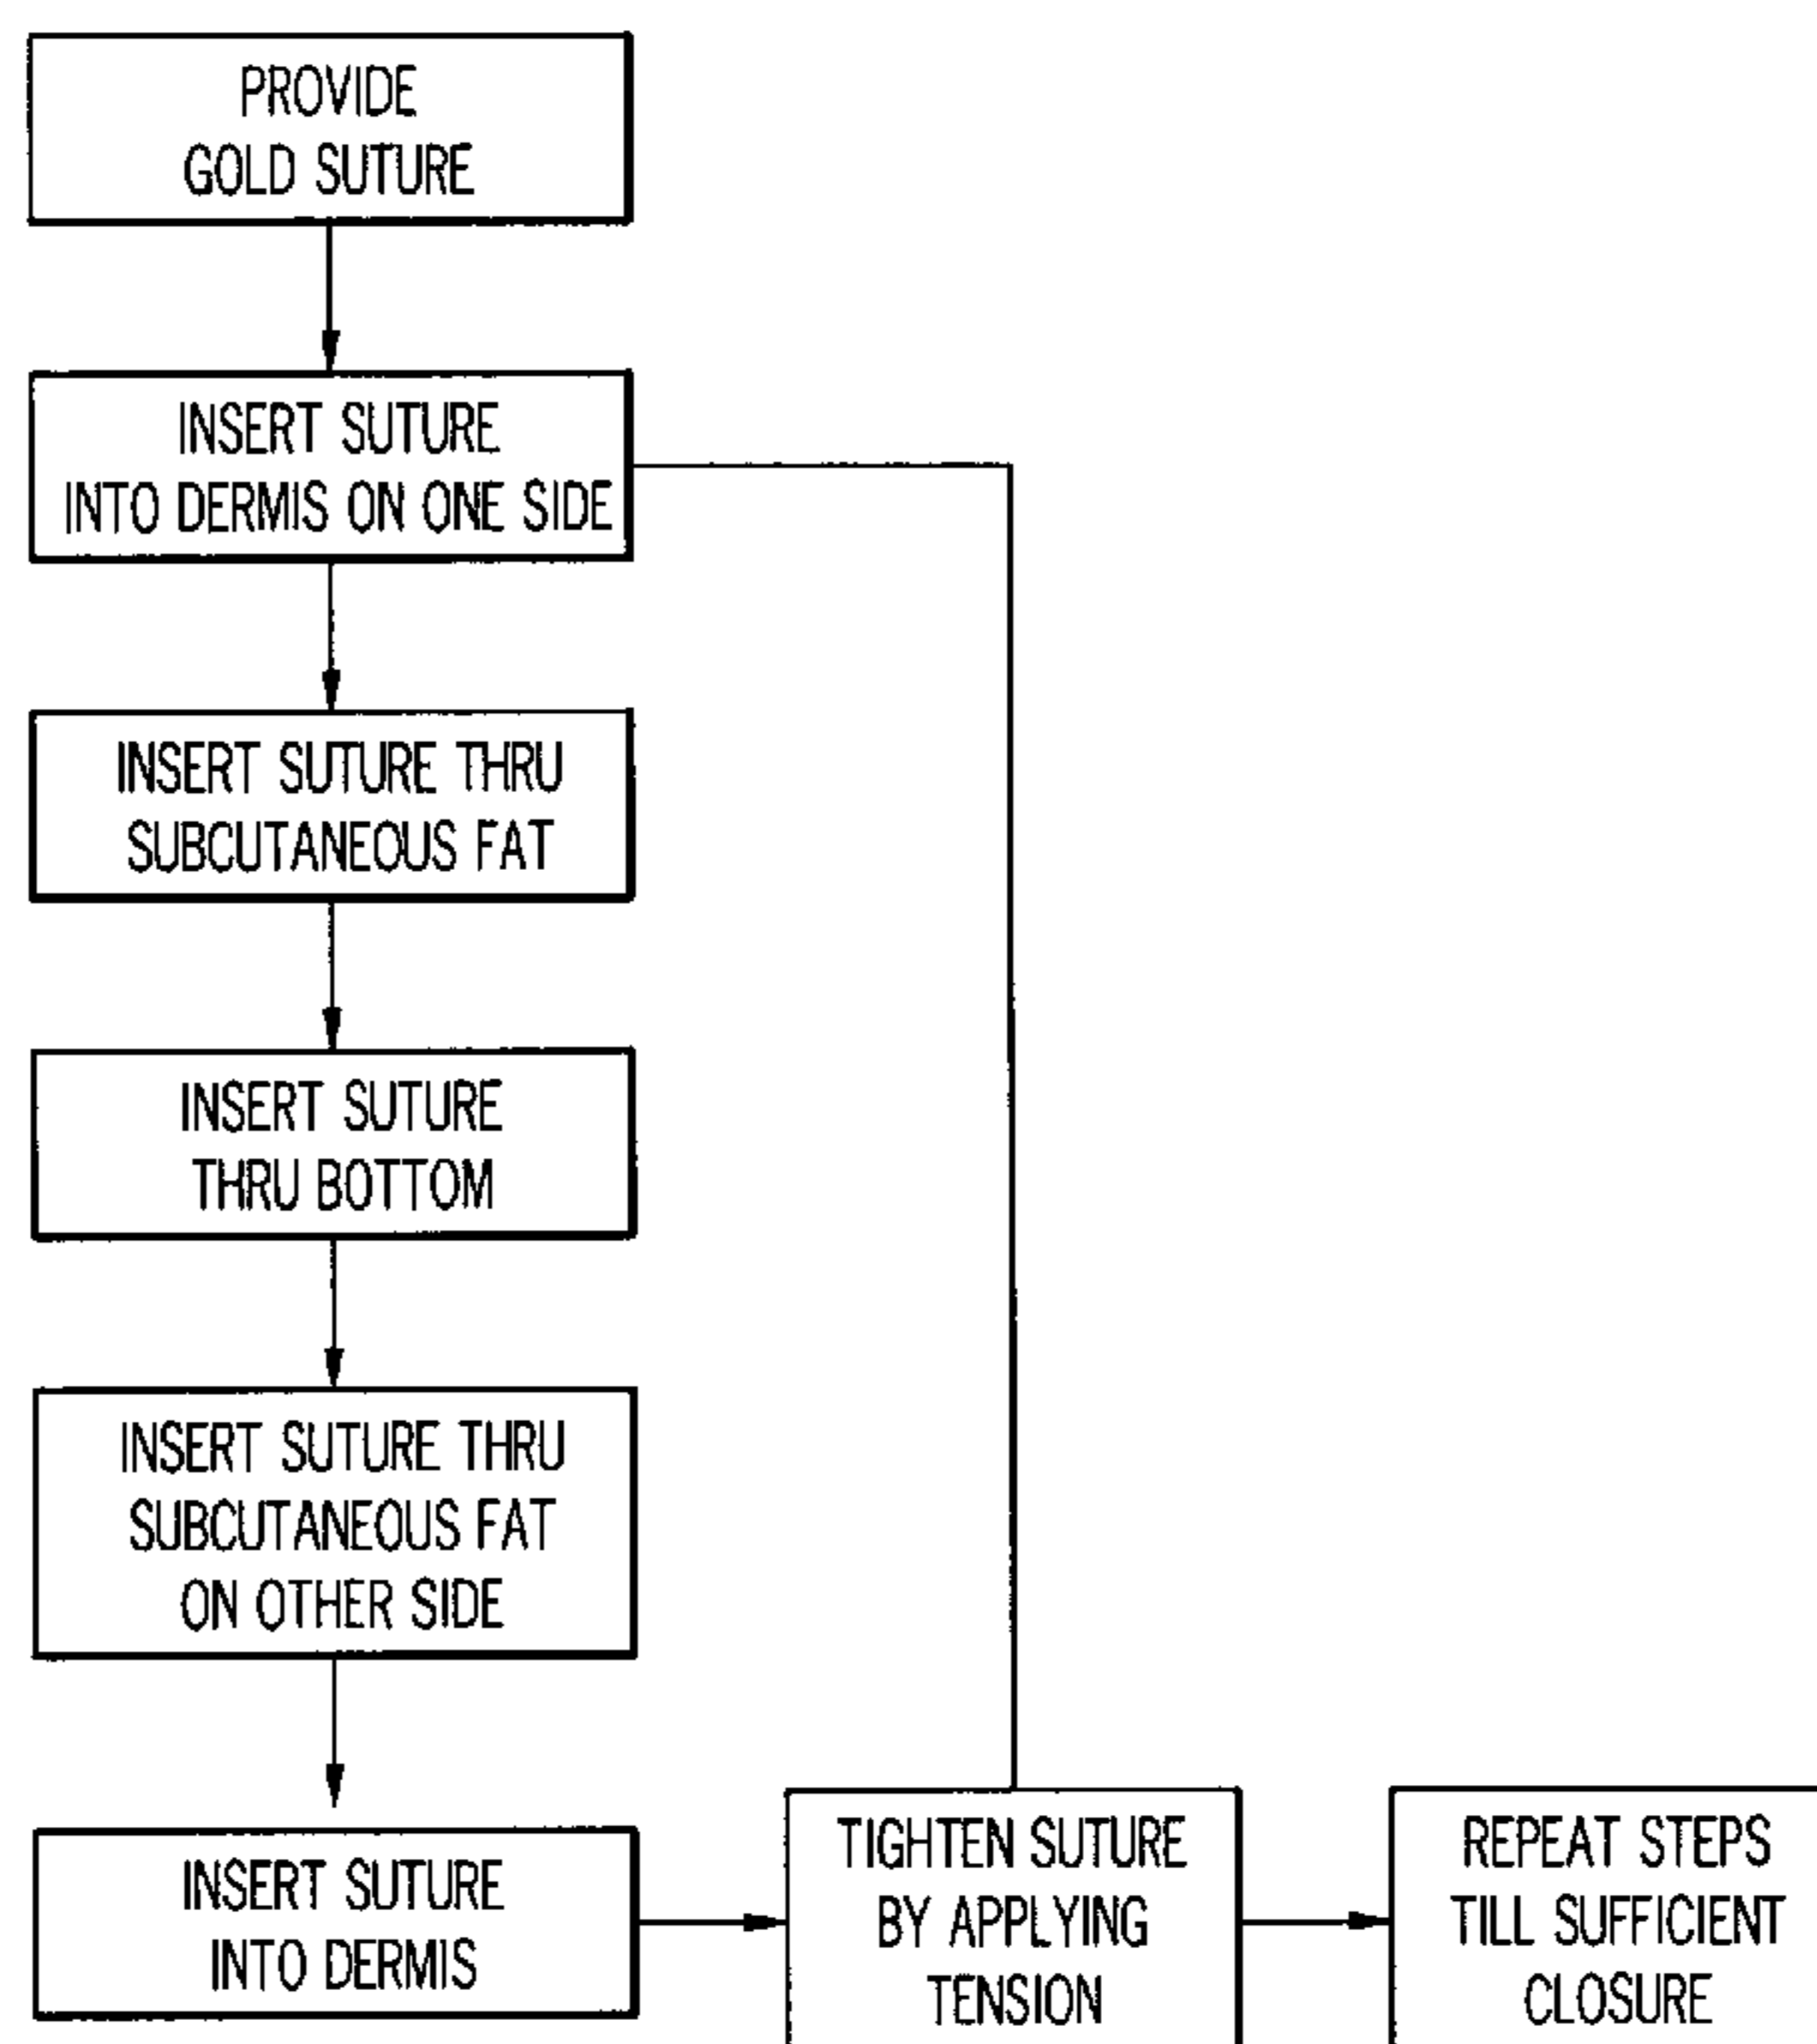 PROVIDE
GOLD SUTURE
INSERT SUTURE
INTO DERMIS ON ONE SIDE
INSERT SUTURE THRU
SUBCUTANEOUS FAT
INSERT SUTURE
THRU BOTTOM
INSERT SUTURE THRU
SUBCUTANEOUS FAT
ON OTHER SIDE
INSERT SUTURE
INTO DERMIS
TIGHTEN SUTURE
BY APPLYING
TENSION
REPEAT STEPS
TILL SUFFICIENT
CLOSURE